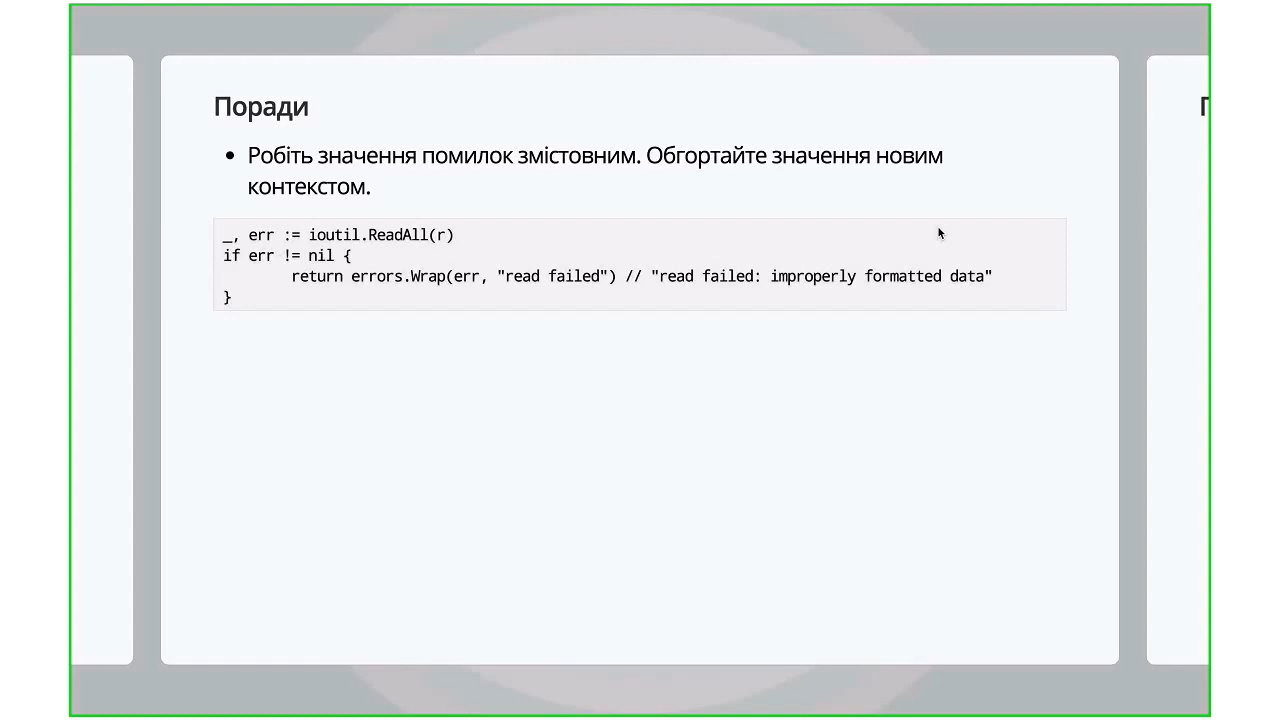 Поради
• Робіть значення помилок змістовним. Обгортайте значення новим
контекстом.
_, err := ioutil.ReadAll(r)
if err != nil {
        return errors.Wrap(err, "read failed") // "read failed: improperly formatted data"
}